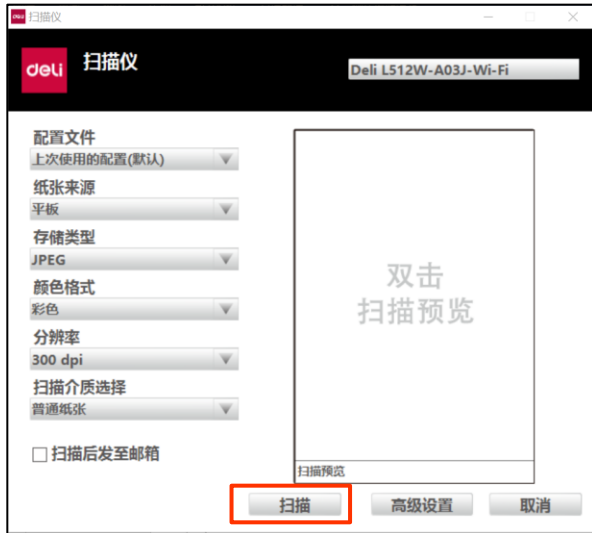 deli 扫描仪
deli
扫描仪
Deli L512W-A03J-Wi-Fi
配置文件
上次使用的配置(默认)
纸张来源
平板
存储类型
JPEG
颜色格式
彩色
分辨率
300 dpi
扫描介质选择
普通纸张
扫描后发至邮箱
双击
扫描预览
扫描预览
扫描 高级设置 取消